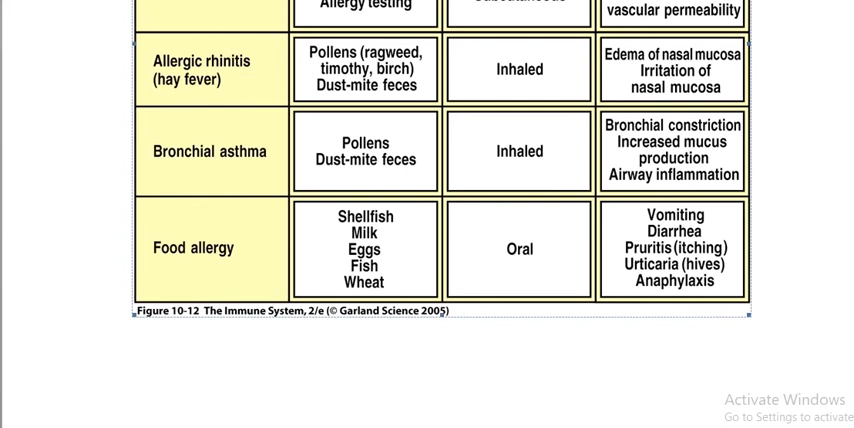 Allergy testing
Subcutaneous
vascular permeability
Allergic rhinitis
(hay fever)
Pollens (ragweed,
timothy, birch)
Dust-mite feces
Inhaled
Edema of nasal mucosa
Irritation of
nasal mucosa
Bronchial asthma
Pollens
Dust-mite feces
Inhaled
Bronchial constriction
Increased mucus
production
Airway inflammation
Food allergy
Shellfish
Milk
Eggs
Fish
Wheat
Oral
Vomiting
Diarrhea
Pruritis (itching)
Urticaria (hives)
Anaphylaxis
Figure 10-12 The Immune System, 2/e (© Garland Science 2005)
Activate Windows
Go to Settings to activate